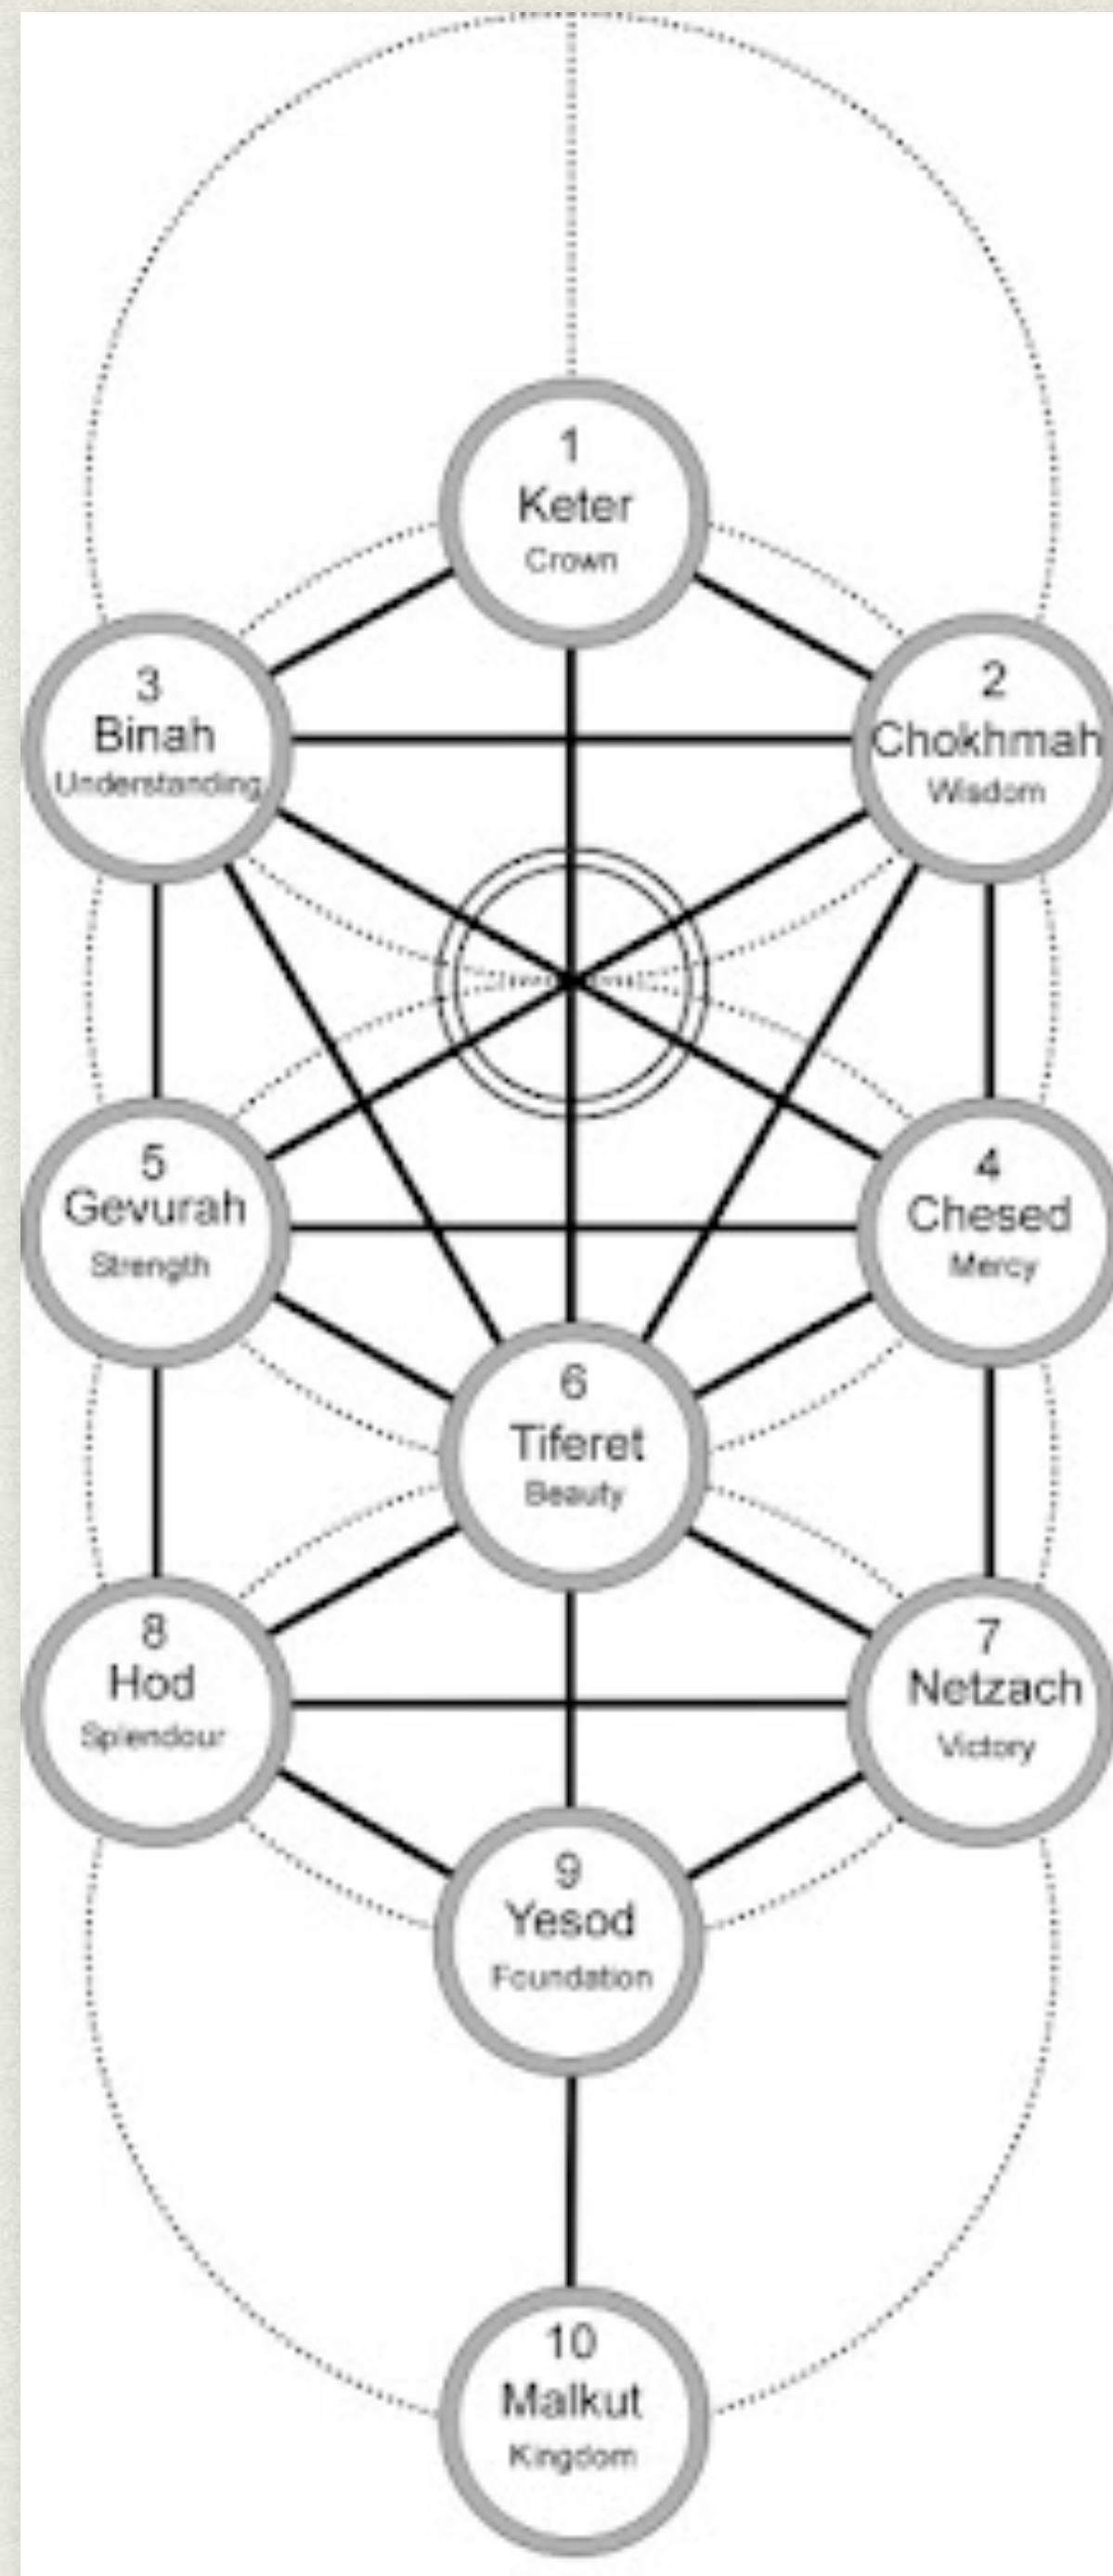 1
Keter
Crown
3
Binah
Understanding
2
Chokhmah
Wisdom
5
Gevurah
Strength
4
Chesed
Mercy
6
Tiferet
Beauty
8
Hod
Splendour
7
Netzach
Victory
9
Yesod
Foundation
10
Malkut
Kingdom